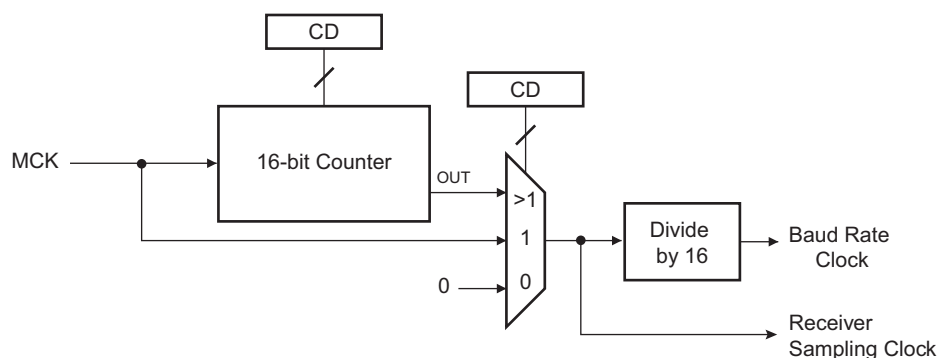 CD
CD
MCK
16-bit Counter
OUT
>1
1
0
0
Divide
by 16
Baud Rate
Clock
Receiver
Sampling Clock